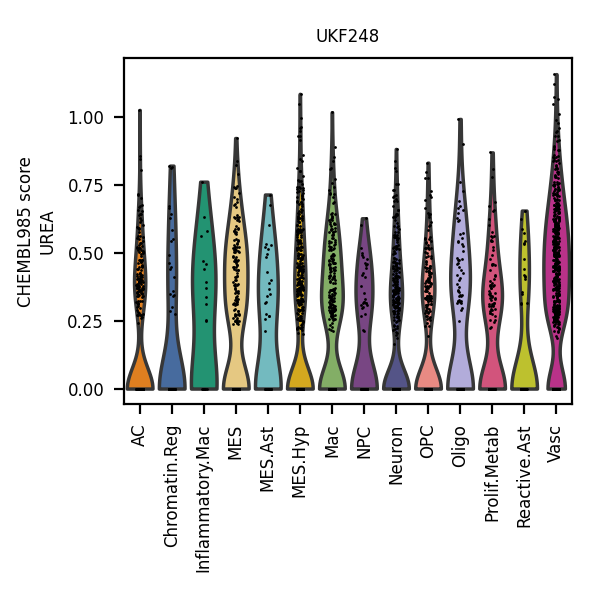 UKF248
CHEMBL985 score
UREA
1.00
0.75
0.50
0.25
0.00
AC
Chromatin.Reg
Inflammatory.Mac
MES
MES.Ast
MES.Hyp
Mac
NPC
Neuron
OPC
Oligo
Prolif.Metab
Reactive.Ast
Vasc